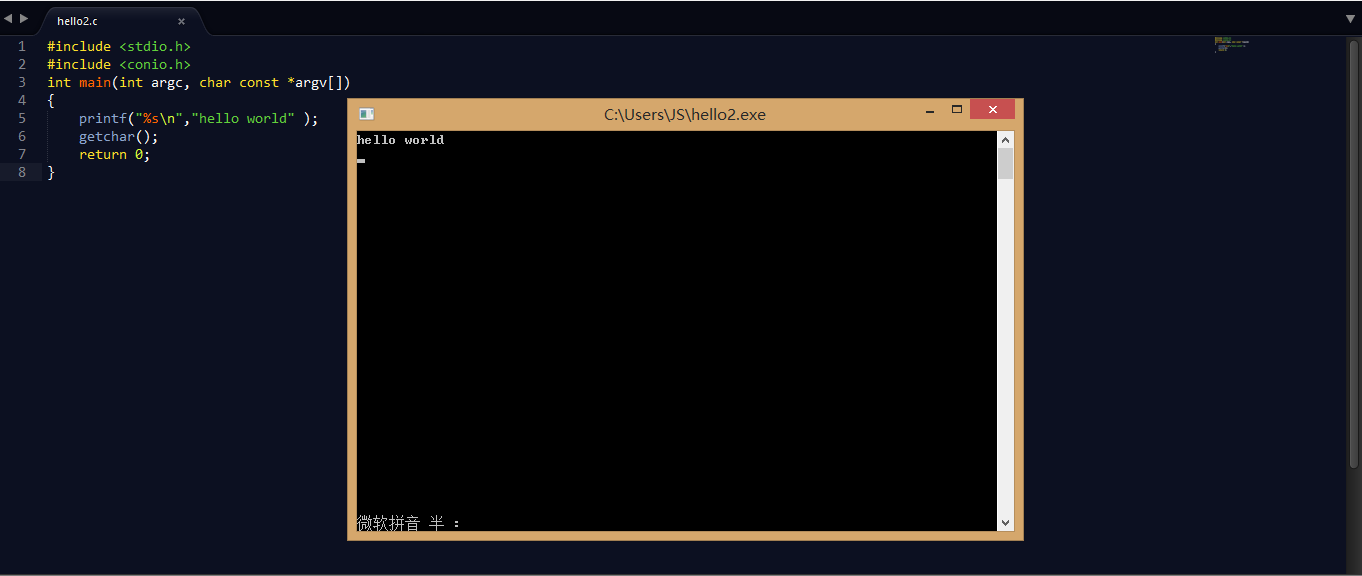 hello2.c ×
1 #include <stdio.h>
2 #include <conio.h>
3 int main(int argc, char const *argv[])
4 {
5     printf("%s\n","hello world" );
6     getchar();
7     return 0;
8 }
C:\Users\JS\hello2.exe
hello world
微软拼音 半 :